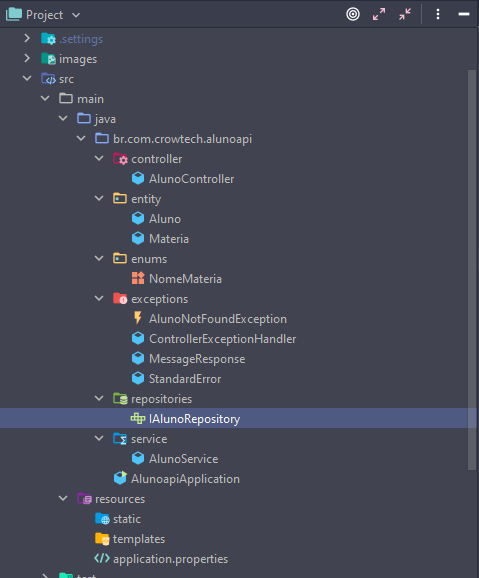 Project
.settings
images
src
main
java
br.com.crowtech.alunoapi
controller
AlunoController
entity
Aluno
Materia
enums
NomeMateria
exceptions
AlunoNotFoundException
ControllerExceptionHandler
MessageResponse
StandardError
repositories
IAlunoRepository
service
AlunoService
AlunoapiApplication
resources
static
templates
application.properties